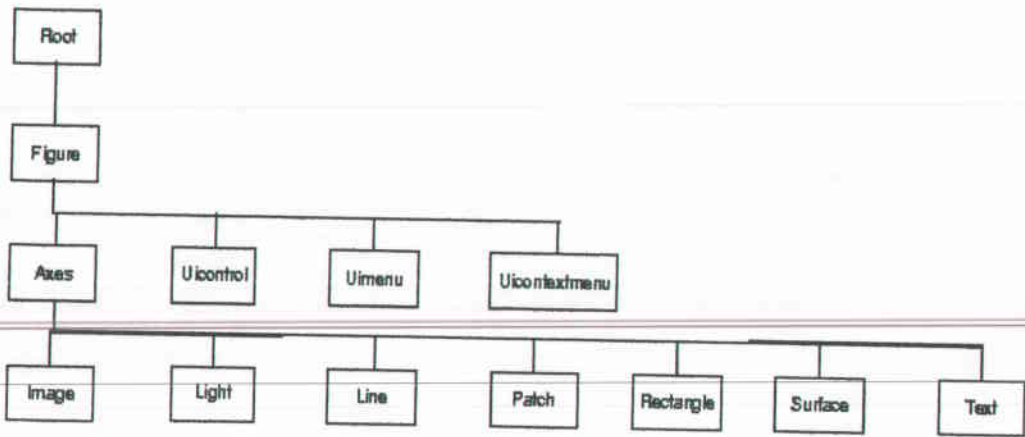 Root
Figure
Axes
Uicontrol
Uimenu
Uicontextmenu
Image
Light
Line
Patch
Rectangle
Surface
Text